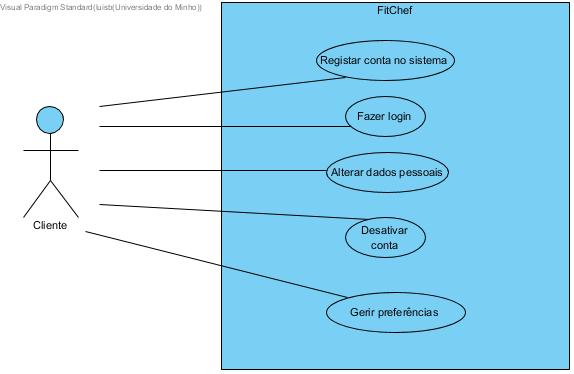 Visual Paradigm Standard(luisb(Universidade do Minho))
FitChef
Registar conta no sistema
Fazer login
Alterar dados pessoais
Cliente
Desativar
conta
Gerir preferências